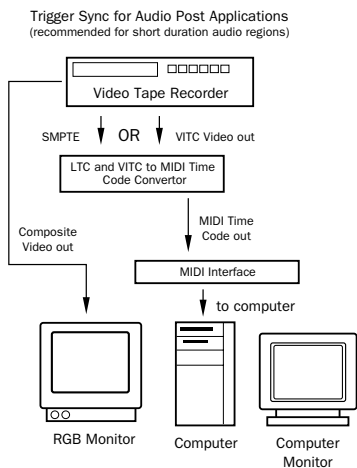 Trigger Sync for Audio Post Applications
(recommended for short duration audio regions)
Video Tape Recorder
SMPTE
OR
VITC Video out
LTC and VITC to MIDI Time
Code Convertor
Composite
Video out
MIDI Time
Code out
MIDI Interface
to computer
RGB Monitor
Computer
Computer
Monitor